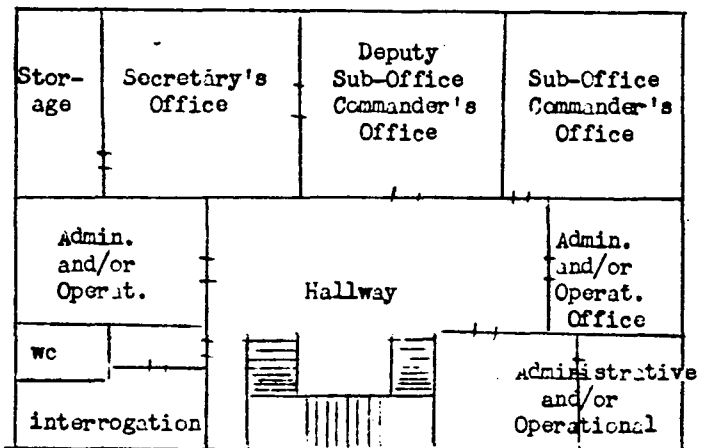 Stor-
age
Secretary's
Office
Deputy
Sub-Office
Commander's
Office
Sub-Office
Commander's
Office
Admin.
and/or
Operat.
Hallway
Admin.
and/or
Operat.
Office
wc
interrogation
Administrative
and/or
Operational